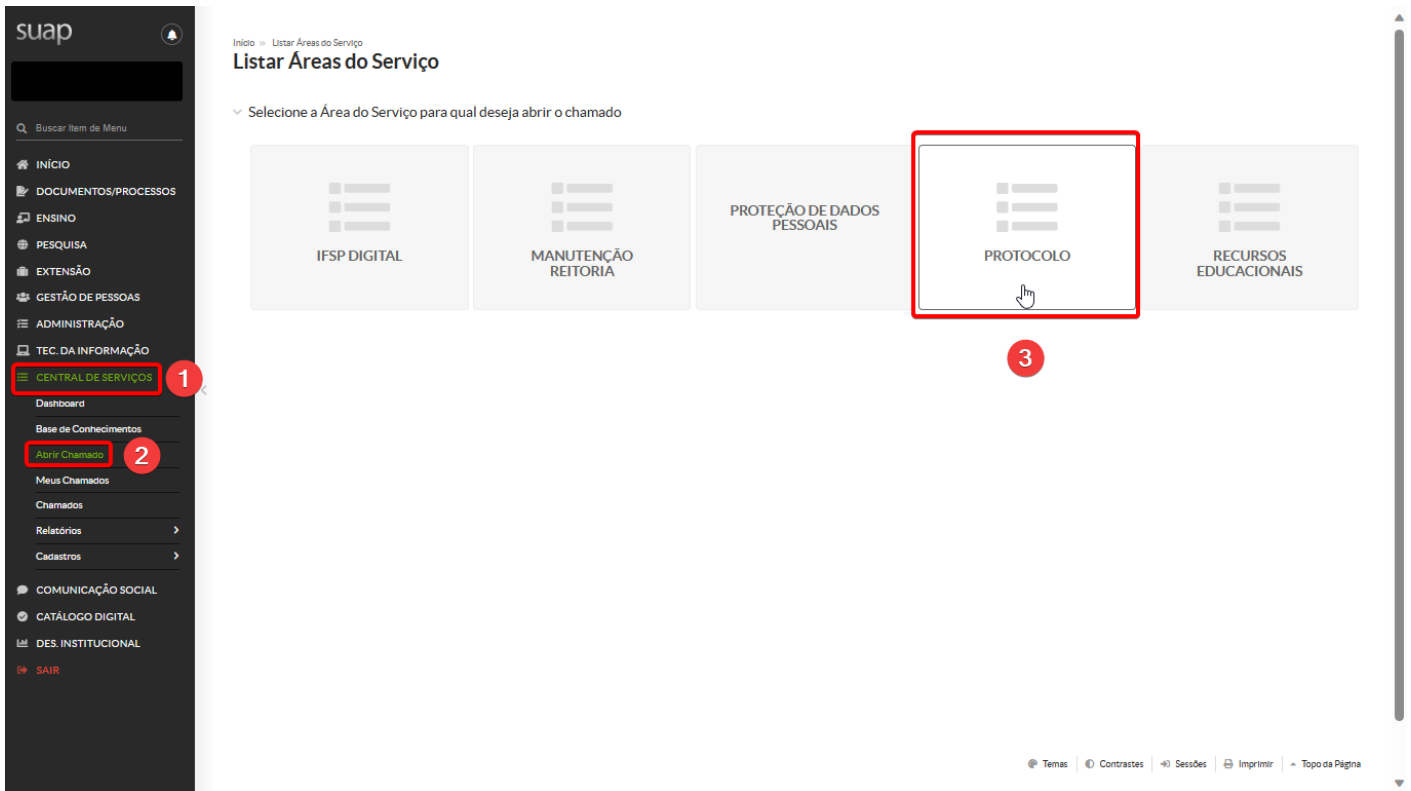 suap
Buscar Item de Menu
INÍCIO
DOCUMENTOS/PROCESSOS
ENSINO
PESQUISA
EXTENSÃO
GESTÃO DE PESSOAS
ADMINISTRAÇÃO
TEC. DA INFORMAÇÃO
CENTRAL DE SERVIÇOS
1
Dashboard
Base de Conhecimentos
Abrir Chamado
2
Meus Chamados
Chamados
Relatórios
Cadastros
COMUNICAÇÃO SOCIAL
CATÁLOGO DIGITAL
DES. INSTITUCIONAL
SAIR
Início » Listar Áreas do Serviço
Listar Áreas do Serviço
Selecione a Área do Serviço para qual deseja abrir o chamado
IFSP DIGITAL
MANUTENÇÃO
REITORIA
PROTEÇÃO DE DADOS
PESSOAIS
PROTOCOLO
RECURSOS
EDUCACIONAIS
3
Temas
Contrastes
Sessões
Imprimir
Topo da Página